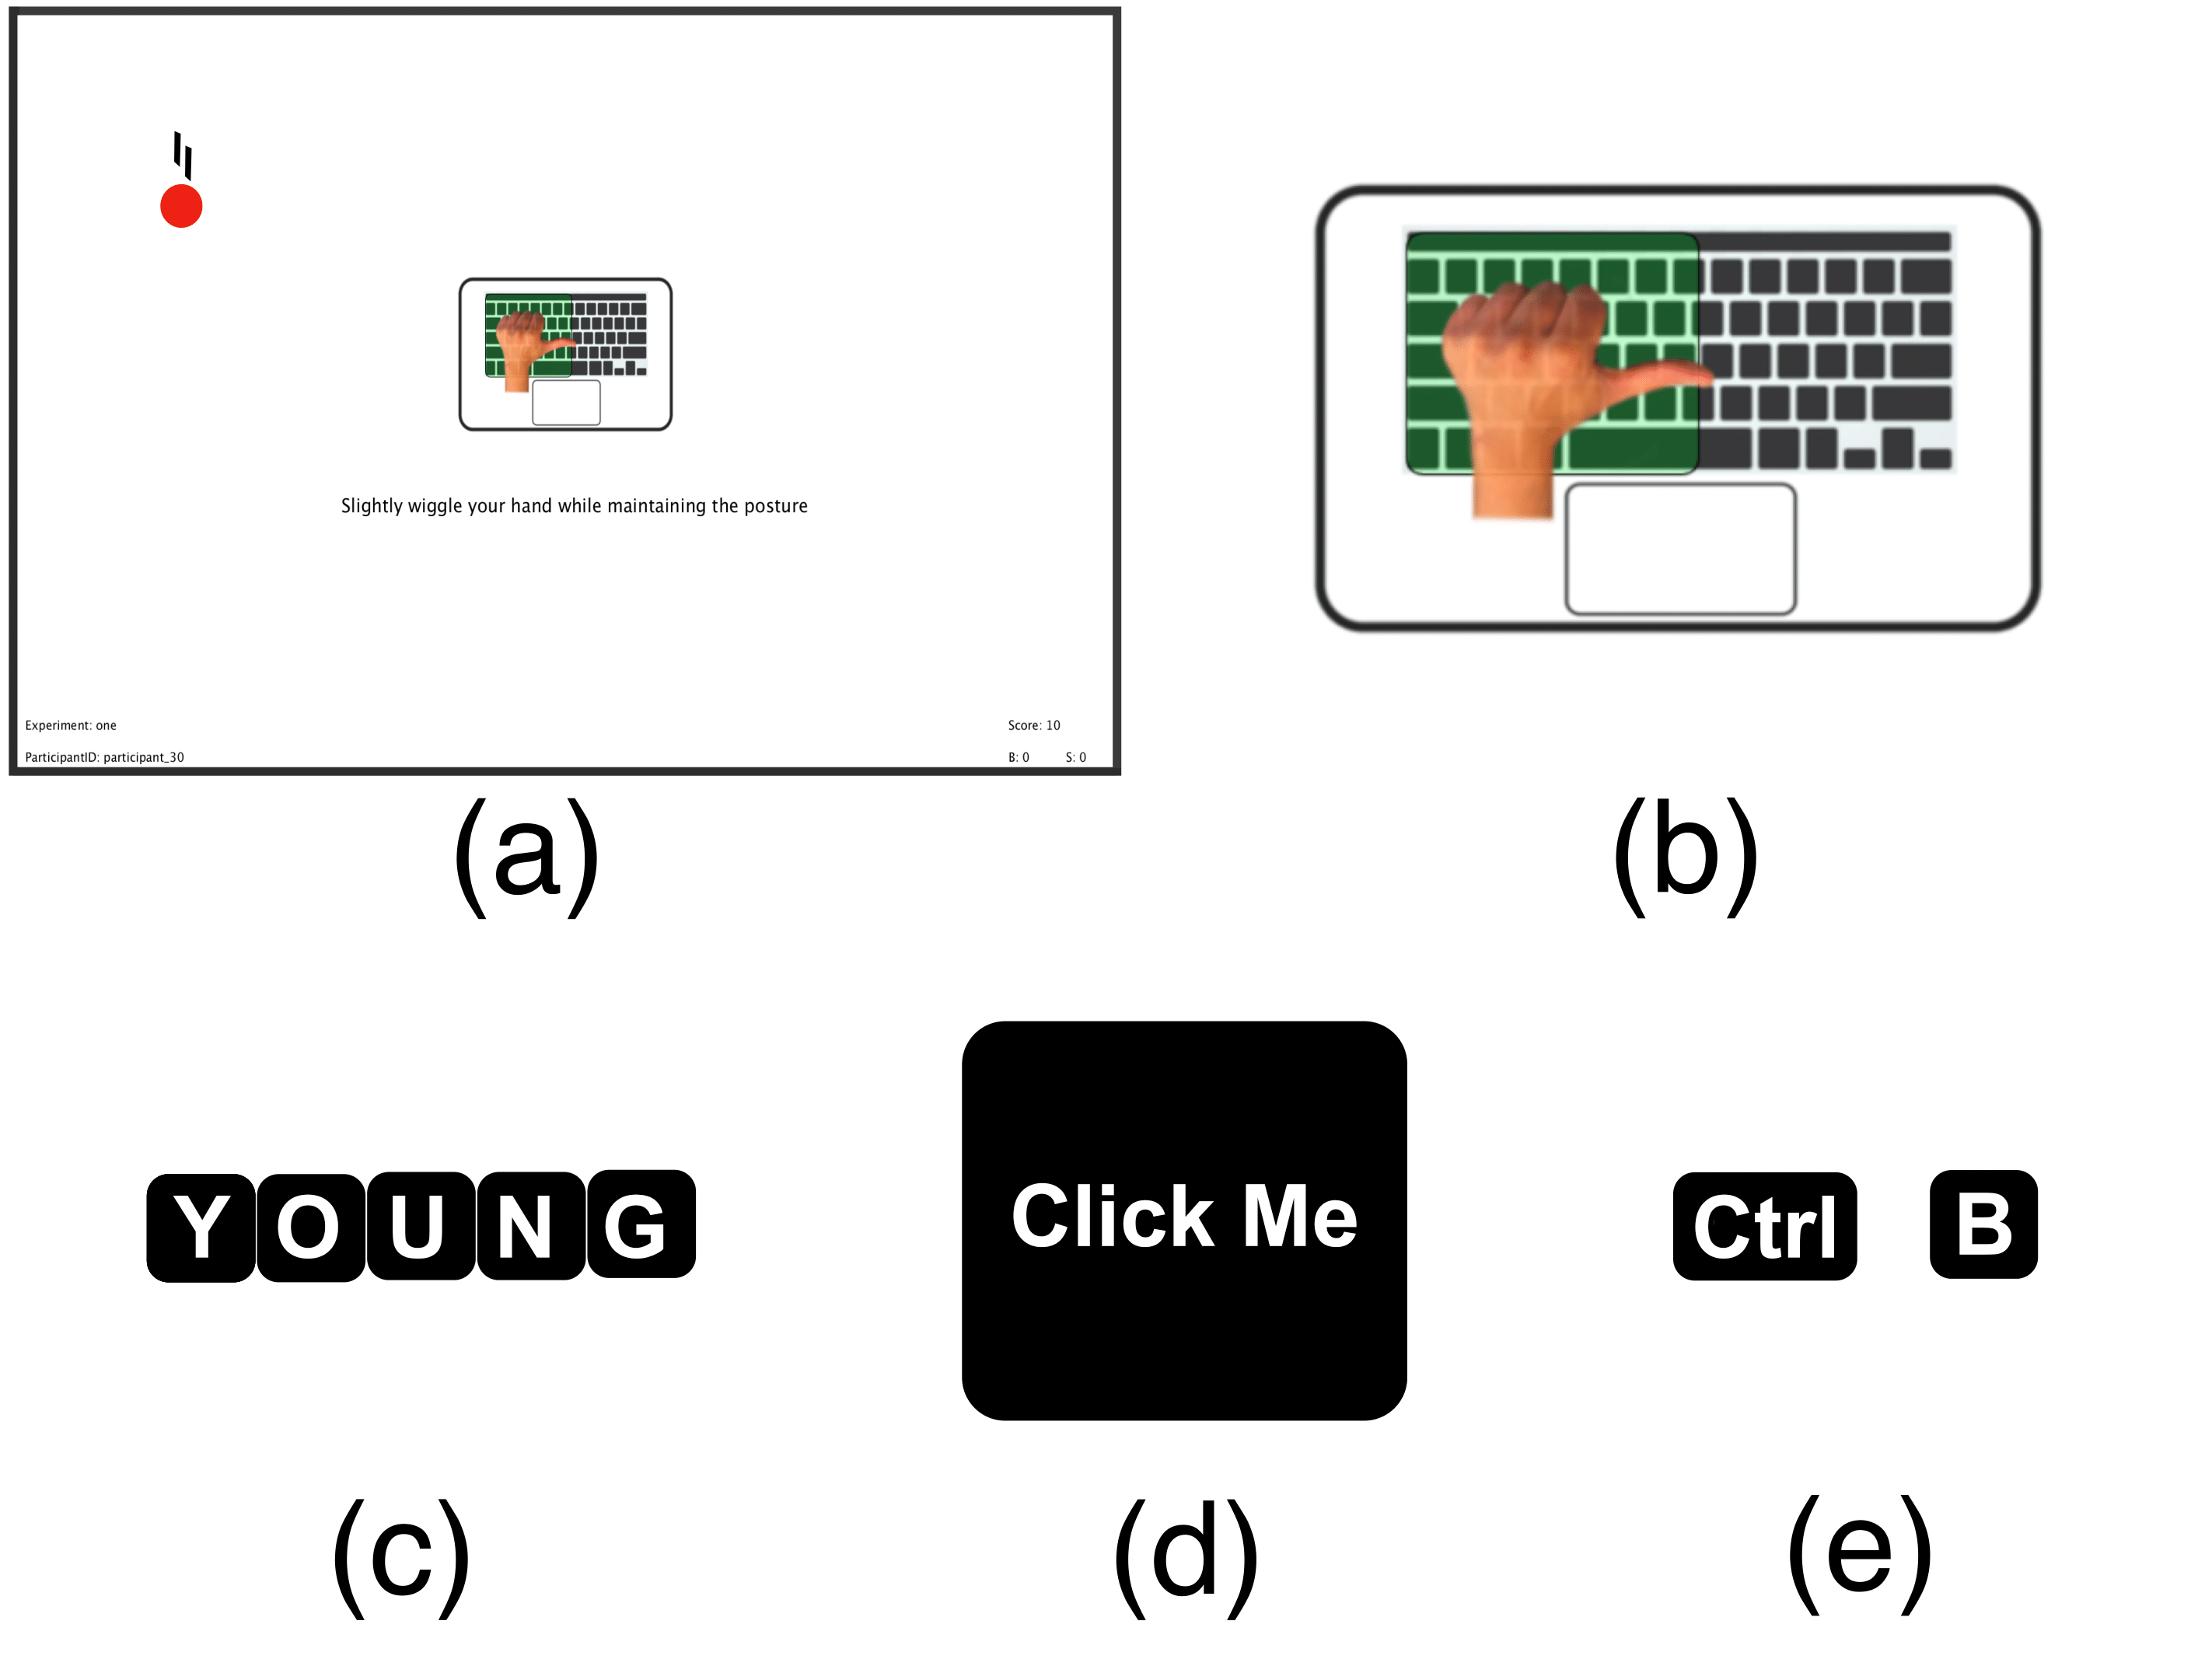 Slightly wiggle your hand while maintaining the posture
Experiment: one
Score: 10
ParticipantID: participant_30
B: 0 S: 0
(a)
(b)
YOUNG
Click Me
Ctrl B
(c)
(d)
(e)